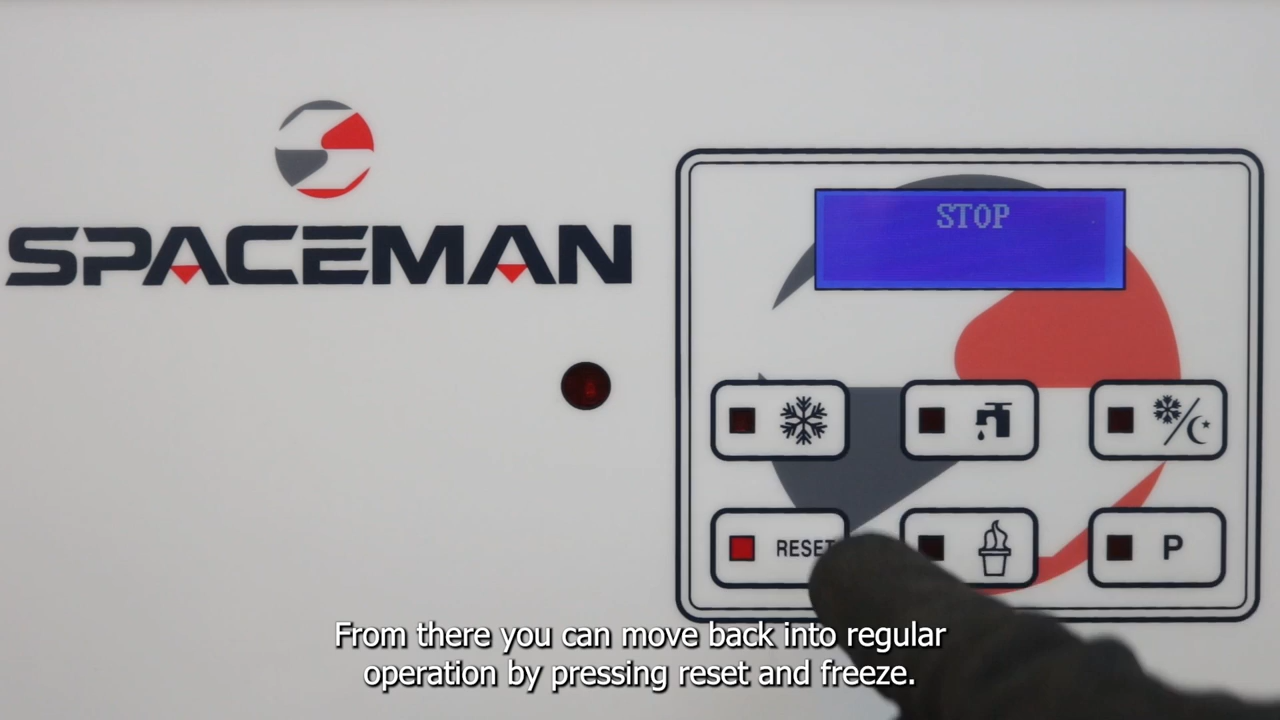 SPACEMAN
STOP
RESET
P
From there you can move back into regular
operation by pressing reset and freeze.